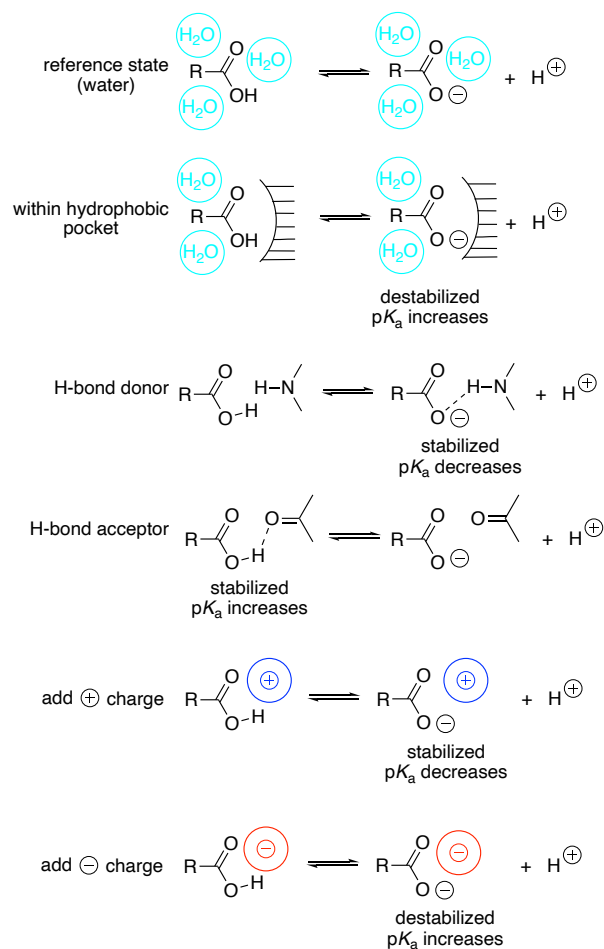 H₂O O H₂O O
reference state R H₂O R H₂O + H ⊕
(water) OH O ⊖
H₂O H₂O
H₂O O H₂O O
within hydrophobic R R + H ⊕
pocket OH O ⊖
H₂O H₂O
destabilized
pKₐ increases
O O
H-bond donor R H–N R H–N + H ⊕
O–H O ⊖
stabilized
pKₐ decreases
O O O O
H-bond acceptor R R + H ⊕
O–H O ⊖
stabilized
pKₐ increases
O ⊕ O ⊕
add ⊕ charge R R + H ⊕
O–H O ⊖
stabilized
pKₐ decreases
O ⊖ O ⊖
add ⊖ charge R R + H ⊕
O–H O ⊖
destabilized
pKₐ increases